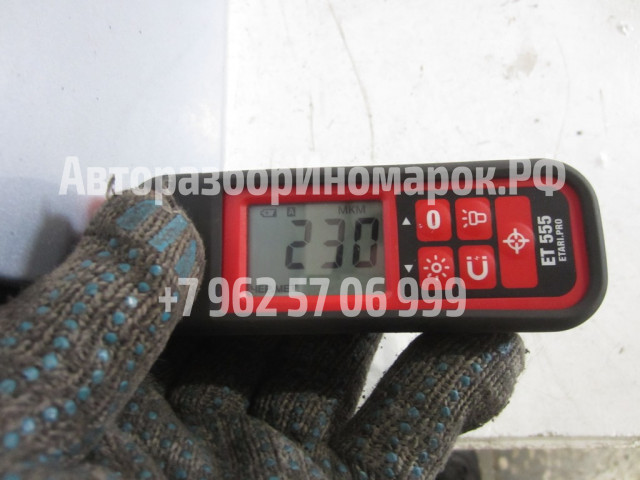 Авторазбориномарок.РФ
МКМ
230
0
ET 555
ETARI.PRO
+7 962 57 06 999